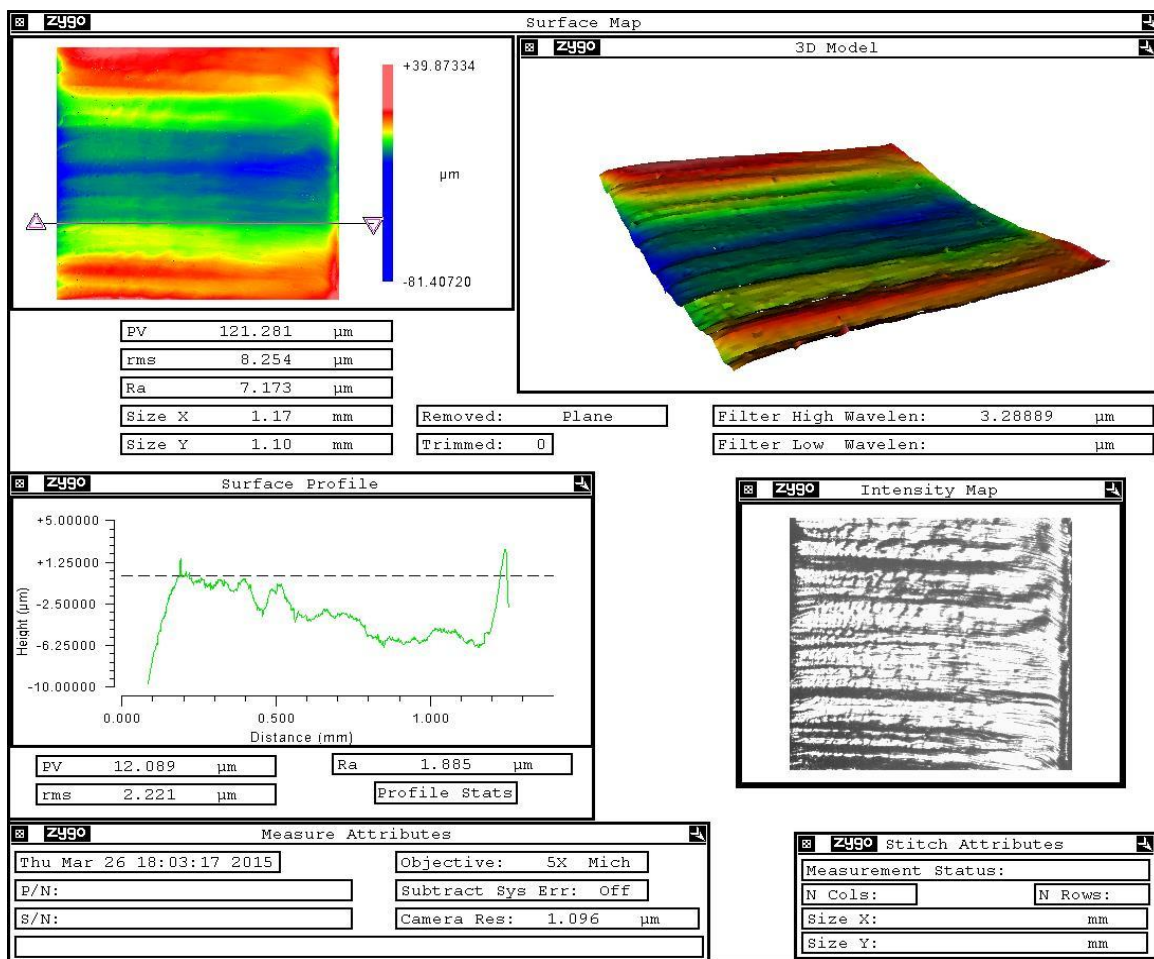 zygo Surface Map
zygo 3D Model
+39.87334
µm
-81.40720
PV 121.281 µm
rms 8.254 µm
Ra 7.173 µm
Size X 1.17 mm
Size Y 1.10 mm
Removed: Plane
Trimmed: 0
Filter High Wavelen: 3.28889 µm
Filter Low Wavelen: µm
zygo Surface Profile
+5.00000
+1.25000
-2.50000
-6.25000
-10.00000
Height (µm)
0.000 0.500 1.000
Distance (mm)
PV 12.089 µm
rms 2.221 µm
Ra 1.885 µm
Profile Stats
zygo Intensity Map
zygo Measure Attributes
Thu Mar 26 18:03:17 2015
P/N:
S/N:
Objective: 5X Mich
Subtract Sys Err: Off
Camera Res: 1.096 µm
zygo Stitch Attributes
Measurement Status:
N Cols: N Rows:
Size X: mm
Size Y: mm